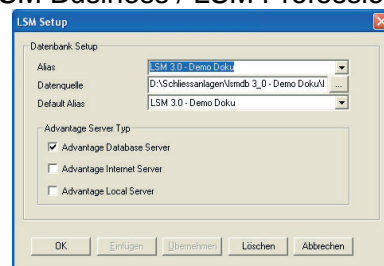 LSM Business / LSM Professio
LSM Setup
Datenbank Setup
Alias LSM 3.0 - Demo Doku
Datenquelle D:\Schliessanlagen\lsmdb 3_0 - Demo Doku\l ...
Default Alias LSM 3.0 - Demo Doku
Advantage Server Typ
Advantage Database Server
Advantage Internet Server
Advantage Local Server
OK Einfügen Übernehmen Löschen Abbrechen